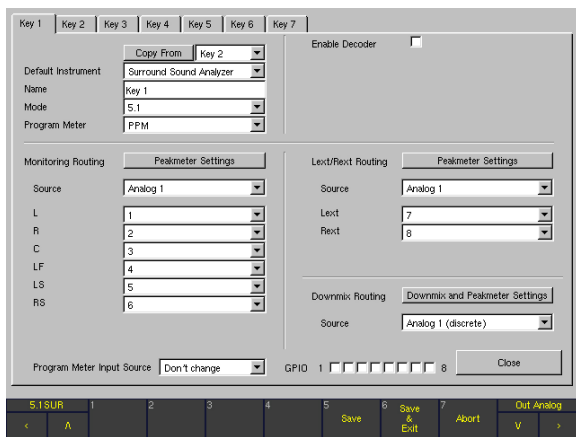 Key 1 Key 2 Key 3 Key 4 Key 5 Key 6 Key 7
Copy From Key 2
Enable Decoder
Default Instrument Surround Sound Analyzer
Name Key 1
Mode 5.1
Program Meter PPM
Monitoring Routing Peakmeter Settings
Lext/Rext Routing Peakmeter Settings
Source Analog 1
Source Analog 1
L 1
Lext 7
R 2
Rext 8
C 3
LF 4
LS 5
RS 6
Downmix Routing Downmix and Peakmeter Settings
Source Analog 1 (discrete)
Program Meter Input Source Don't change
GPIO 1 8
Close
5.1SUR 1 2 3 4 5 Save 6 Save & Exit 7 Abort Out Analog
< Λ V >